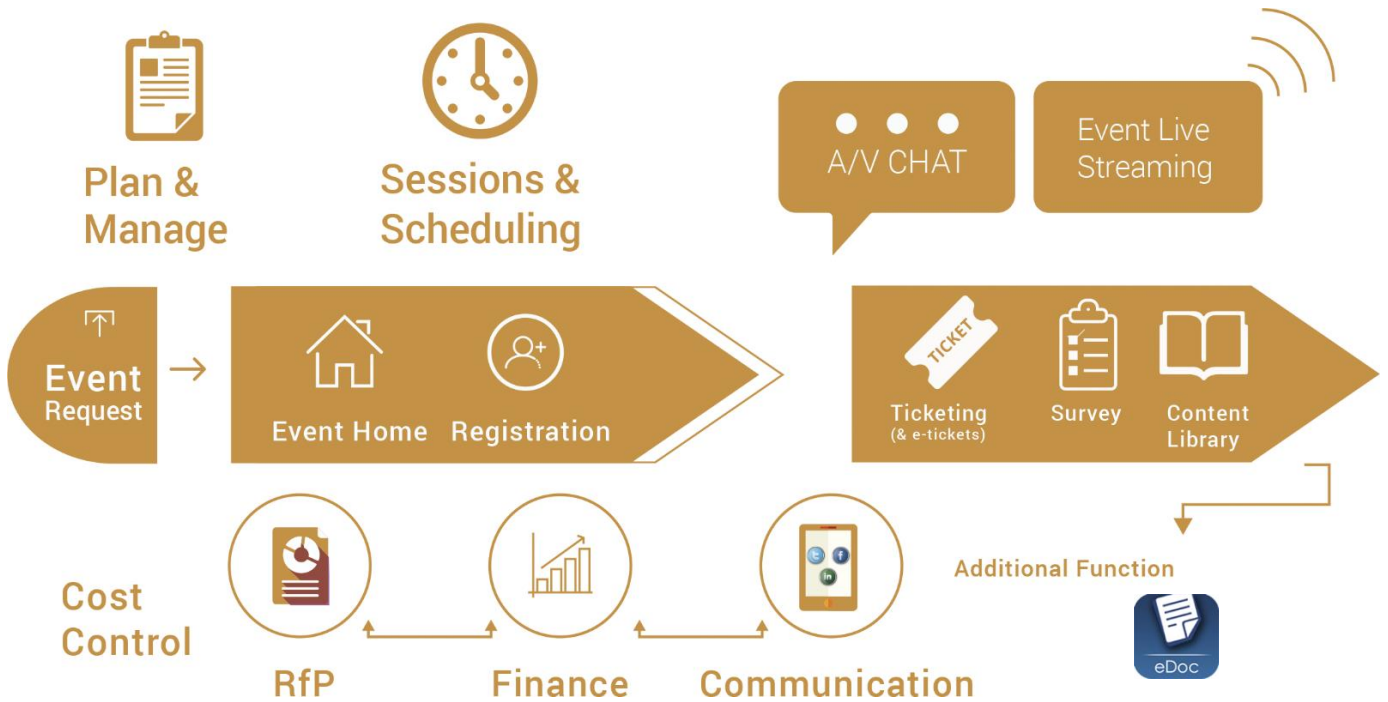 Plan &
Manage
Sessions &
Scheduling
A/V CHAT
Event Live
Streaming
Event
Request
Event Home
Registration
TICKET
Ticketing
(& e-tickets)
Survey
Content
Library
Cost
Control
RfP
Finance
Communication
Additional Function
eDoc
t
f
in